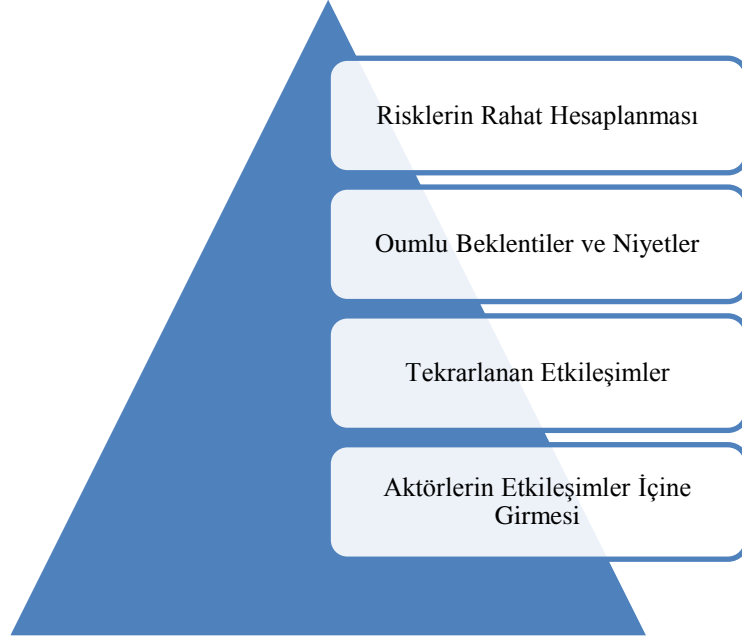 Risklerin Rahat Hesaplanması
Oumlu Beklentiler ve Niyetler
Tekrarlanan Etkileşimler
Aktörlerin Etkileşimler İçine
Girmesi